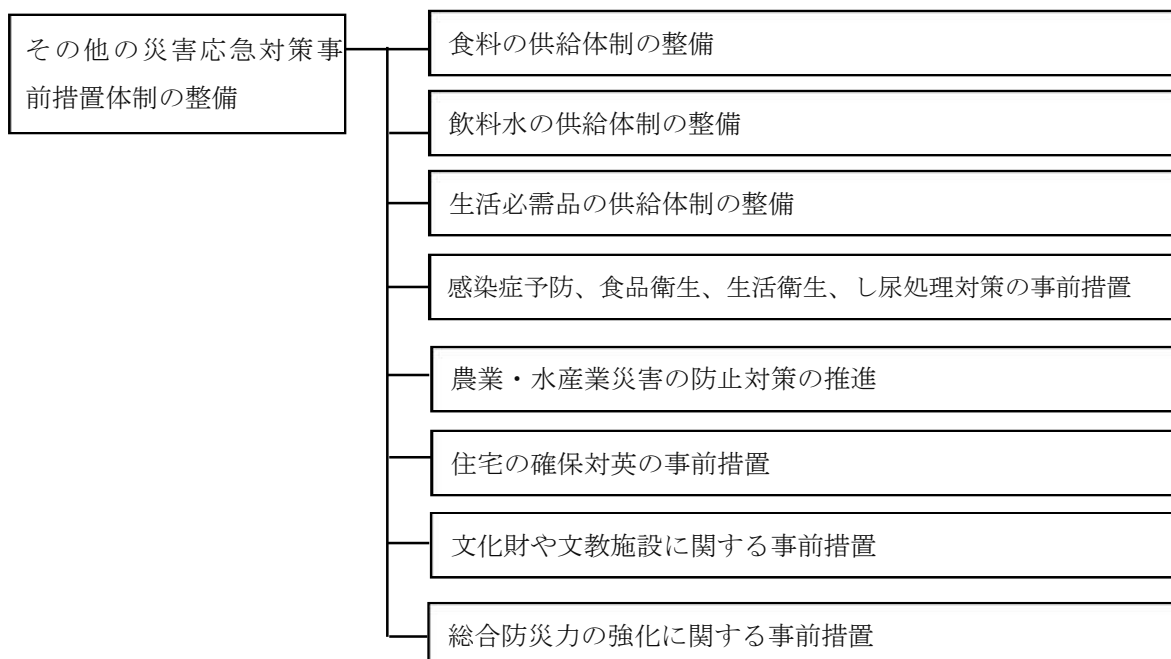 その他の災害応急対策事
前措置体制の整備
食料の供給体制の整備
飲料水の供給体制の整備
生活必需品の供給体制の整備
感染症予防、食品衛生、生活衛生、し尿処理対策の事前措置
農業・水産業災害の防止対策の推進
住宅の確保対英の事前措置
文化財や文教施設に関する事前措置
総合防災力の強化に関する事前措置